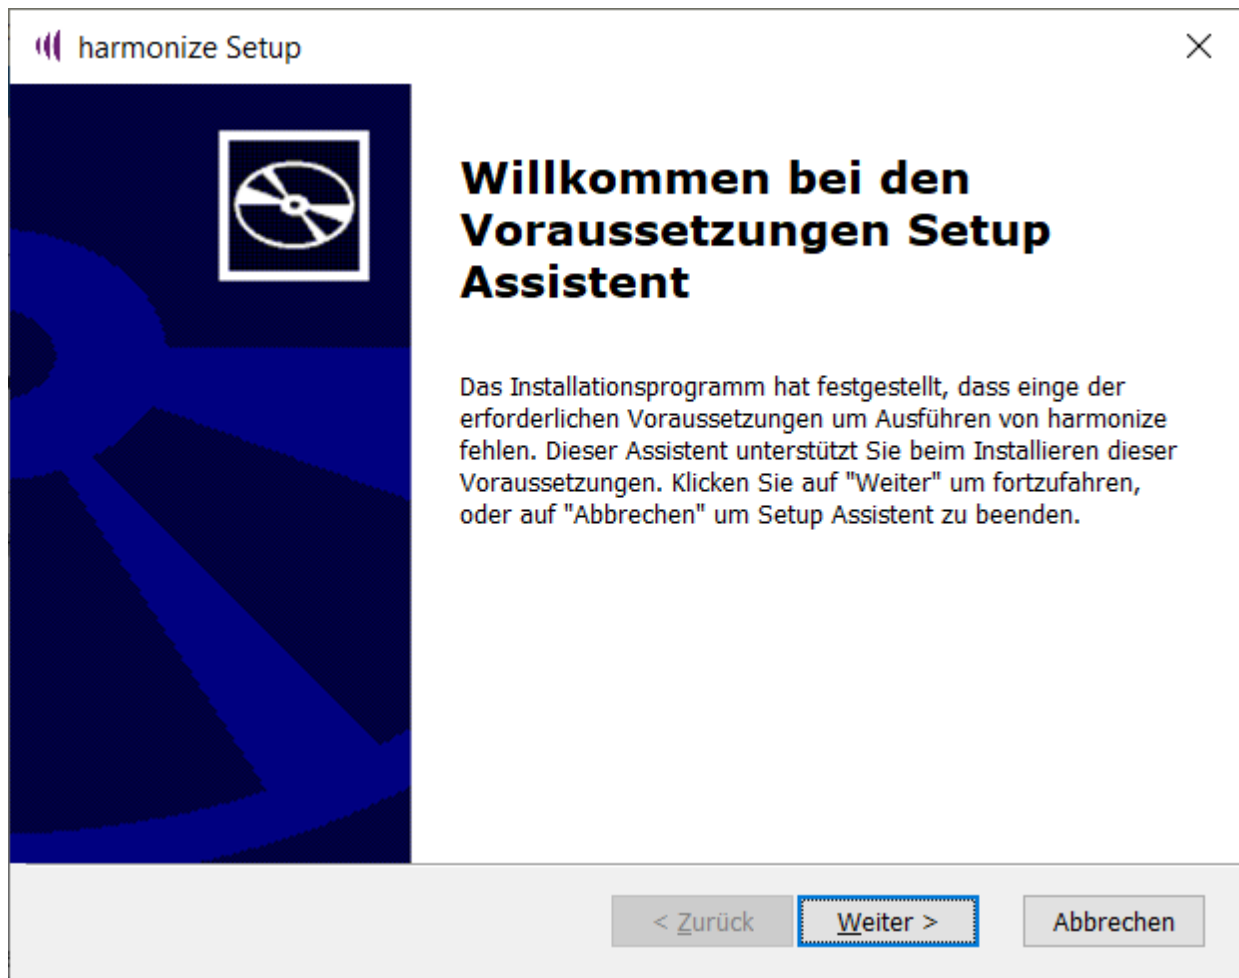 harmonize Setup
Willkommen bei den
Voraussetzungen Setup
Assistent
Das Installationsprogramm hat festgestellt, dass einge der
erforderlichen Voraussetzungen um Ausführen von harmonize
fehlen. Dieser Assistent unterstützt Sie beim Installieren dieser
Voraussetzungen. Klicken Sie auf "Weiter" um fortzufahren,
oder auf "Abbrechen" um Setup Assistent zu beenden.
< Zurück Weiter > Abbrechen